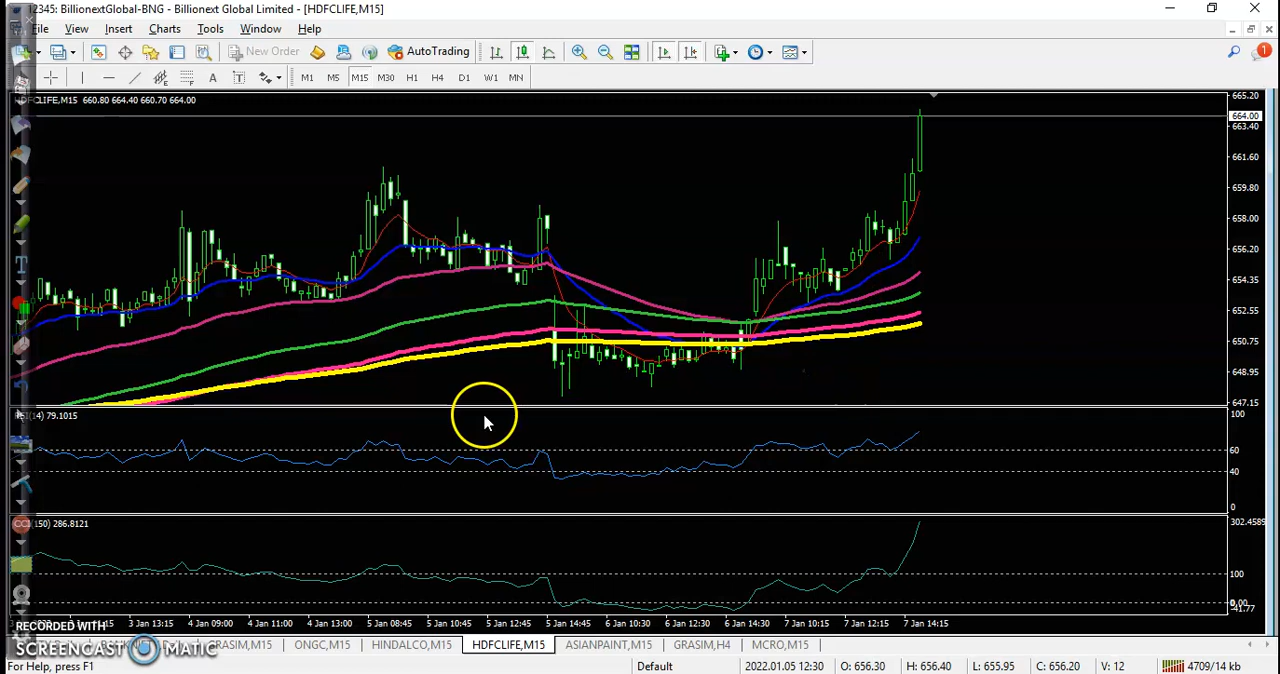 12345: BillionextGlobal-BNG - Billionext Global Limited - [HDFCLIFE,M15]
File View Insert Charts Tools Window Help
New Order AutoTrading
M1 M5 M15 M30 H1 H4 D1 W1 MN
HDFCLIFE,M15 660.80 664.40 660.70 664.00
665.20
664.00
663.40
661.60
659.80
658.00
656.20
654.35
652.55
650.75
648.95
647.15
RSI(14) 79.1015
100
60
40
0
CCI(150) 286.8121
302.4589
100
0.00
-41.77
3 Jan 13:15 4 Jan 09:00 4 Jan 11:00 4 Jan 13:00 5 Jan 08:45 5 Jan 10:45 5 Jan 12:45 5 Jan 14:45 6 Jan 10:30 6 Jan 12:30 6 Jan 14:30 7 Jan 10:15 7 Jan 12:15 7 Jan 14:15
GRASIM,M15 ONGC,M15 HINDALCO,M15 HDFCLIFE,M15 ASIANPAINT,M15 GRASIM,H4 MCRO,M15
RECORDED WITH
SCREENCAST MATIC
For Help, press F1 Default 2022.01.05 12:30 O: 656.30 H: 656.40 L: 655.95 C: 656.20 V: 12 4709/14 kb